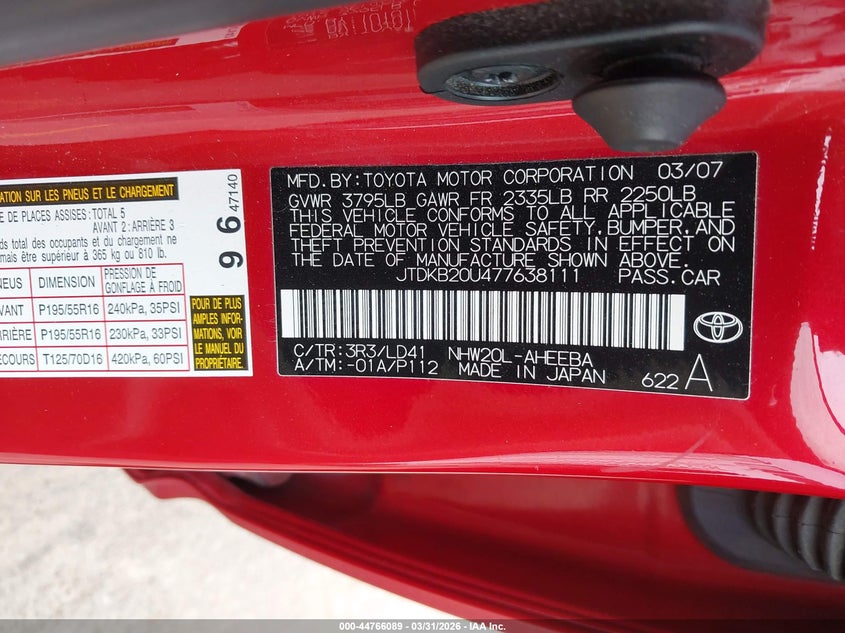 ATION SUR LES PNEUS ET LE CHARGEMENT
E DE PLACES ASSISES: TOTAL 5
AVANT 2: ARRIÈRE 3
ds total des occupants et du chargement ne
amais être supérieur à 365 kg ou 810 lb.
NEUS DIMENSION PRESSION DE GONFLAGE À FROID
VANT P195/55R16 240kPa, 35PSI
RRIÈRE P195/55R16 230kPa, 33PSI
ECOURS T125/70D16 420kPa, 60PSI
POUR DE PLUS
AMPLES INFOR-
MATIONS, VOIR
LE MANUEL DU
96
47140
MFD.BY:TOYOTA MOTOR CORPORATION 03/07
GVWR 3795LB GAWR FR 2335LB RR 2250LB
THIS VEHICLE CONFORMS TO ALL APPLICABLE
FEDERAL MOTOR VEHICLE SAFETY,BUMPER,AND
THEFT PREVENTION STANDARDS IN EFFECT ON THE
DATE OF MANUFACTURE SHOWN ABOVE.
JTDKB20U477638111 PASS.CAR
C/TR:3R3/LD41 NHW20L-AHEEBA
A/TM:-01A/P112 MADE IN JAPAN
622 A
000-44766089 - 03/31/2026 - IAA, Inc.